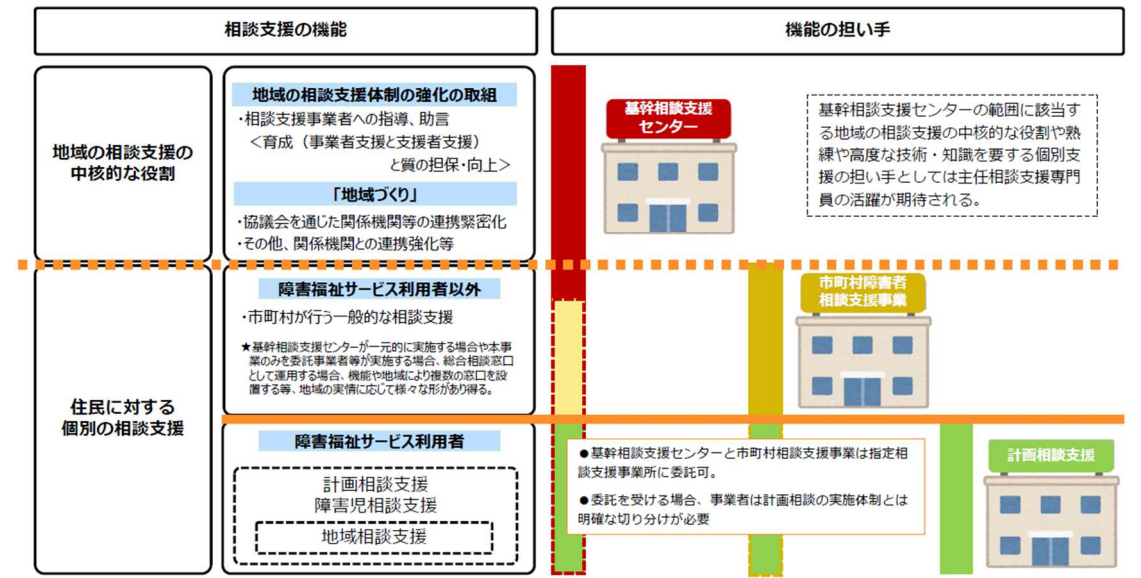 相談支援の機能
機能の担い手
地域の相談支援の
中核的な役割
地域の相談支援体制の強化の取組
・相談支援事業者への指導、助言
＜育成（事業者支援と支援者支援）
と質の担保・向上＞
「地域づくり」
・協議会を通じた関係機関等の連携緊密化
・その他、関係機関との連携強化等
基幹相談支援
センター
基幹相談支援センターの範囲に該当す
る地域の相談支援の中核的な役割や熟
練や高度な技術・知識を要する個別支
援の担い手としては主任相談支援専門
員の活躍が期待される。
住民に対する
個別の相談支援
障害福祉サービス利用者以外
・市町村が行う一般的な相談支援
★基幹相談支援センターが一元的に実施する場合や本事
業のみを委託事業者等が実施する場合、総合相談窓口
として運用する場合、機能や地域により複数の窓口を設
置する等、地域の実情に応じて様々な形があり得る。
市町村障害者
相談支援事業
障害福祉サービス利用者
計画相談支援
障害児相談支援
地域相談支援
●基幹相談支援センターと市町村相談支援事業は指定相
談支援事業所に委託可。
●委託を受ける場合、事業者は計画相談の実施体制とは
明確な切り分けが必要
計画相談支援